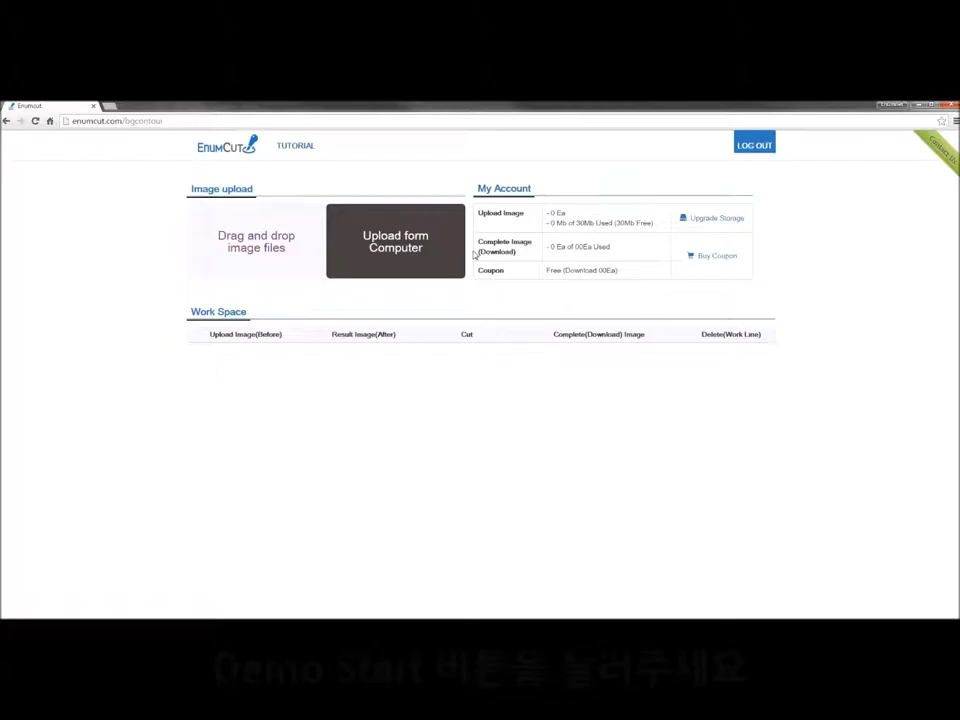 Enumcut
Enumcut
enumcut.com/bgcontour
ENUMCUT
TUTORIAL
LOG OUT
Contact Us
Image upload
My Account
Drag and drop
image files
Upload form
Computer
Upload Image
- 0 Ea
- 0 Mb of 30Mb Used (30Mb Free)
Upgrade Storage
Complete Image
(Download)
- 0 Ea of 00Ea Used
Buy Coupon
Coupon
Free (Download 00Ea)
Work Space
Upload Image(Before)
Result Image(After)
Cut
Complete(Download) Image
Delete(Work Line)
Demo Start 버튼을 눌러주세요